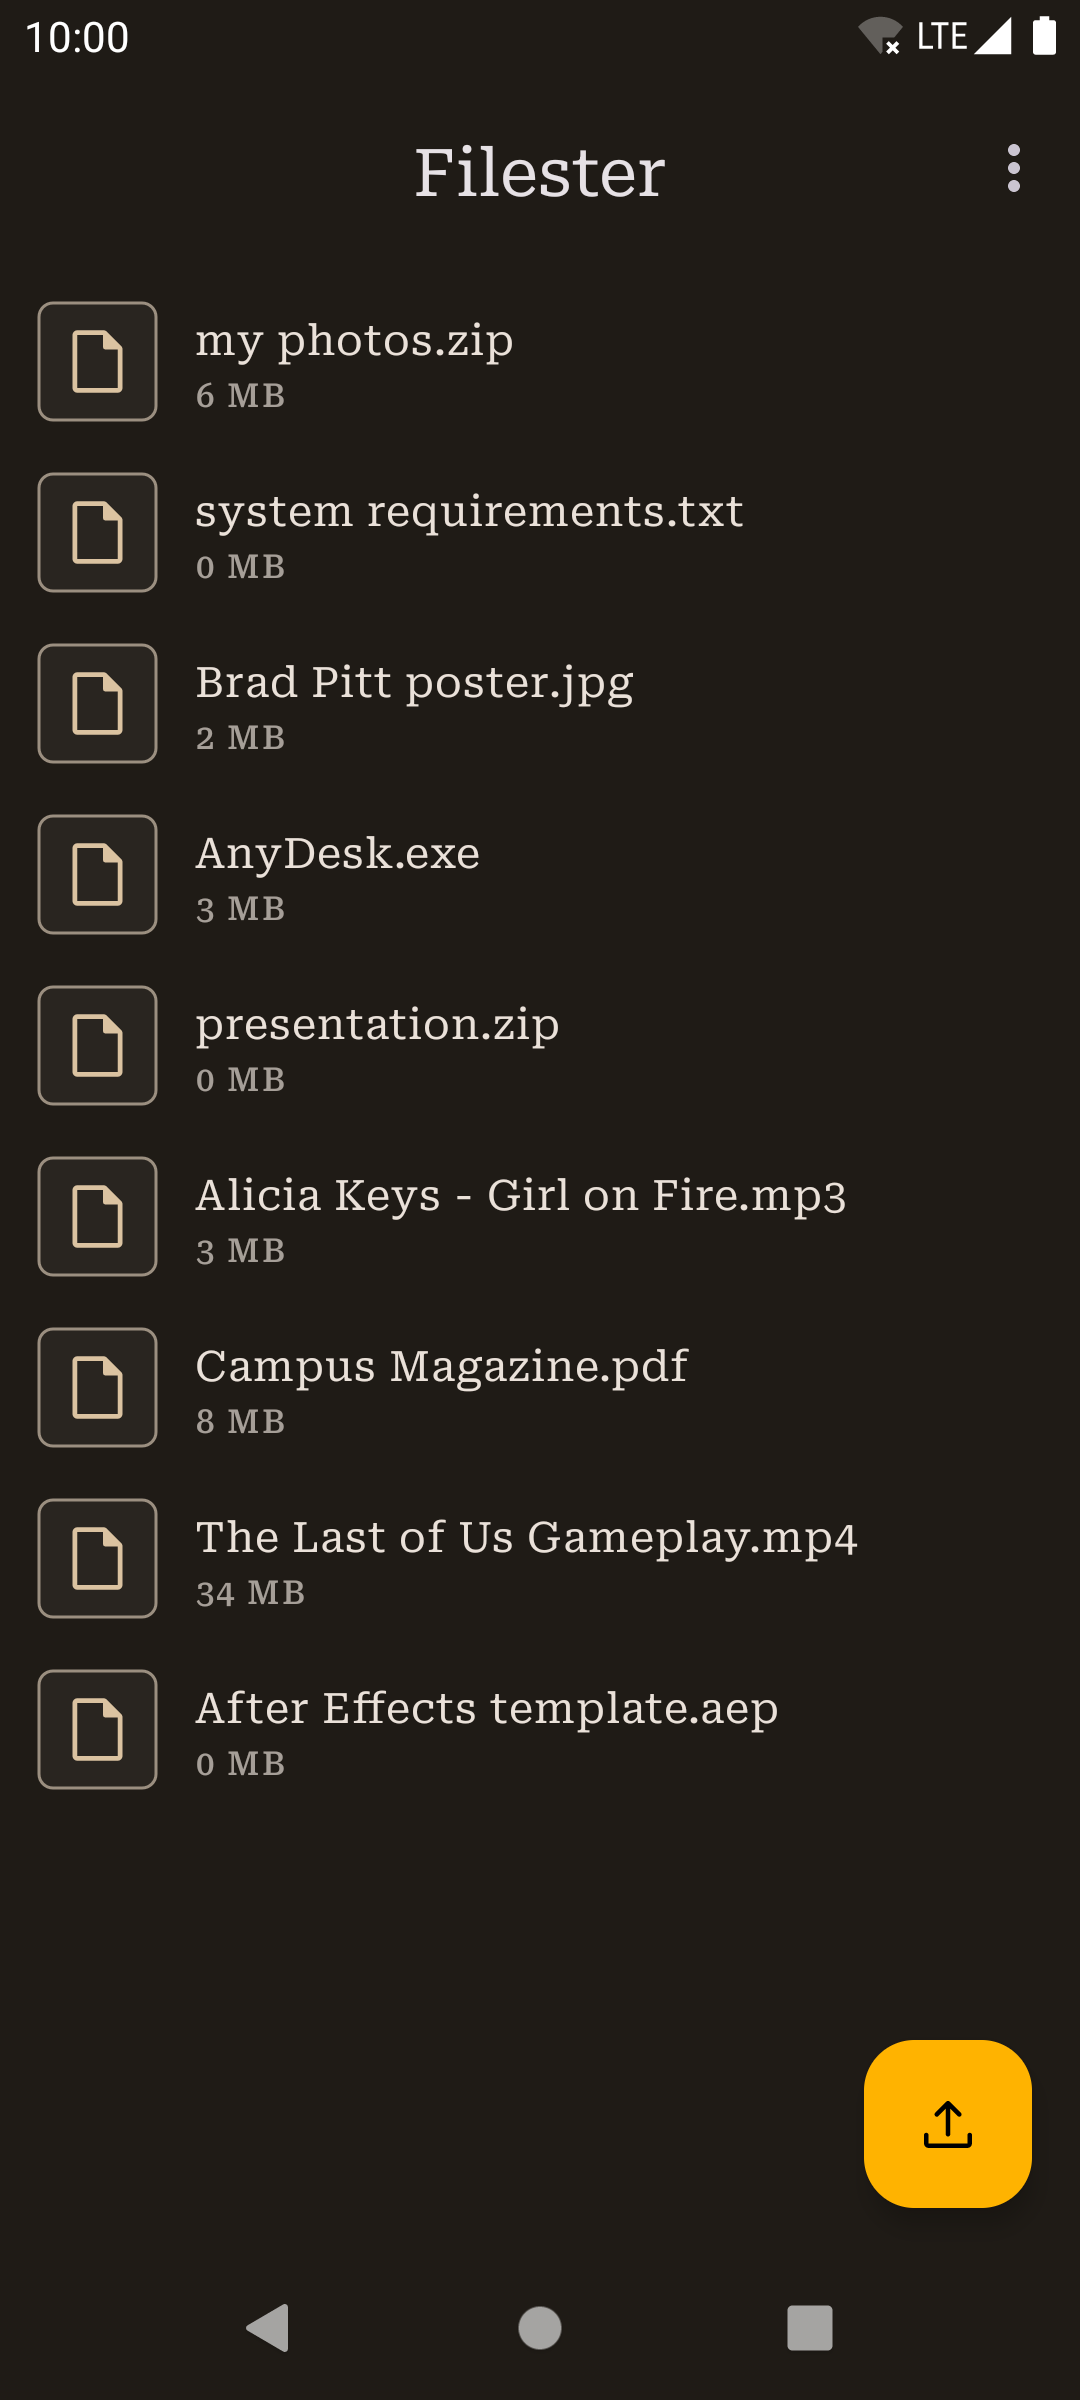 10:00
LTE
Filester
my photos.zip
6 MB
system requirements.txt
0 MB
Brad Pitt poster.jpg
2 MB
AnyDesk.exe
3 MB
presentation.zip
0 MB
Alicia Keys - Girl on Fire.mp3
3 MB
Campus Magazine.pdf
8 MB
The Last of Us Gameplay.mp4
34 MB
After Effects template.aep
0 MB